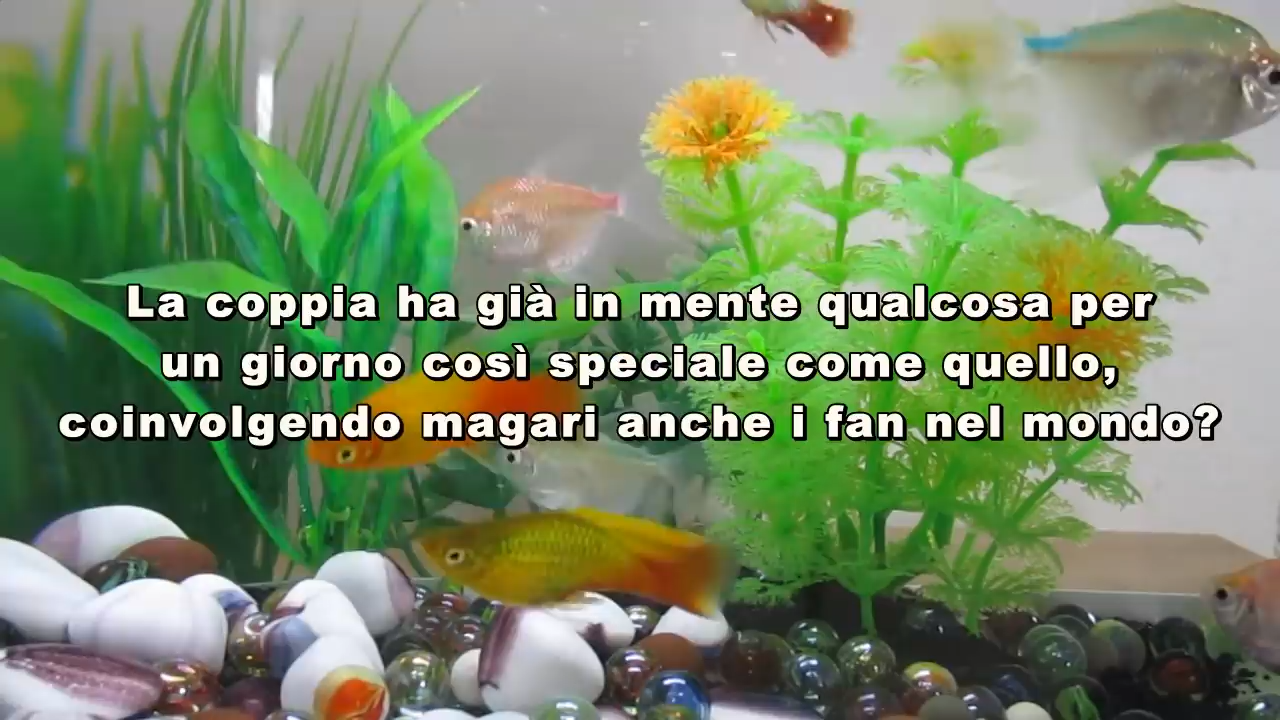 La coppia ha già in mente qualcosa per
un giorno così speciale come quello,
coinvolgendo magari anche i fan nel mondo?